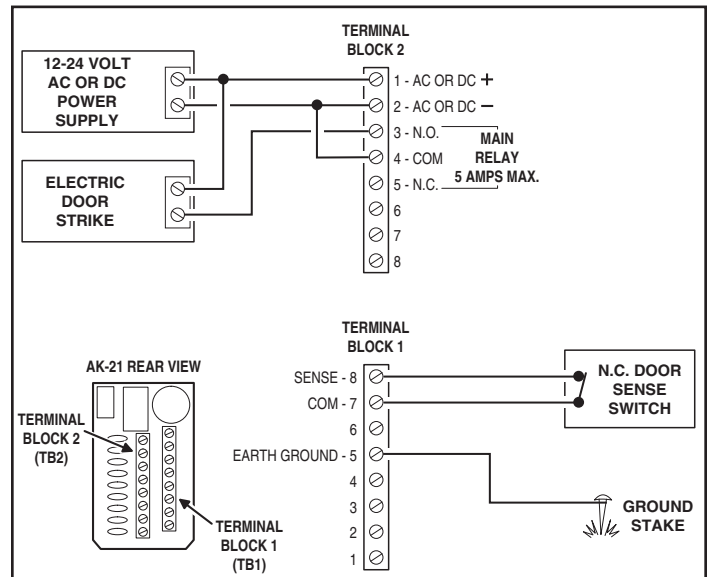 TERMINAL
BLOCK 2
12-24 VOLT
AC OR DC
POWER
SUPPLY
1 - AC OR DC +
2 - AC OR DC −
3 - N.O.
4 - COM
5 - N.C.
6
7
8
MAIN
RELAY
5 AMPS MAX.
ELECTRIC
DOOR
STRIKE
TERMINAL
BLOCK 1
SENSE - 8
COM - 7
6
EARTH GROUND - 5
4
3
2
1
N.C. DOOR
SENSE
SWITCH
GROUND
STAKE
AK-21 REAR VIEW
TERMINAL
BLOCK 2
(TB2)
TERMINAL
BLOCK 1
(TB1)